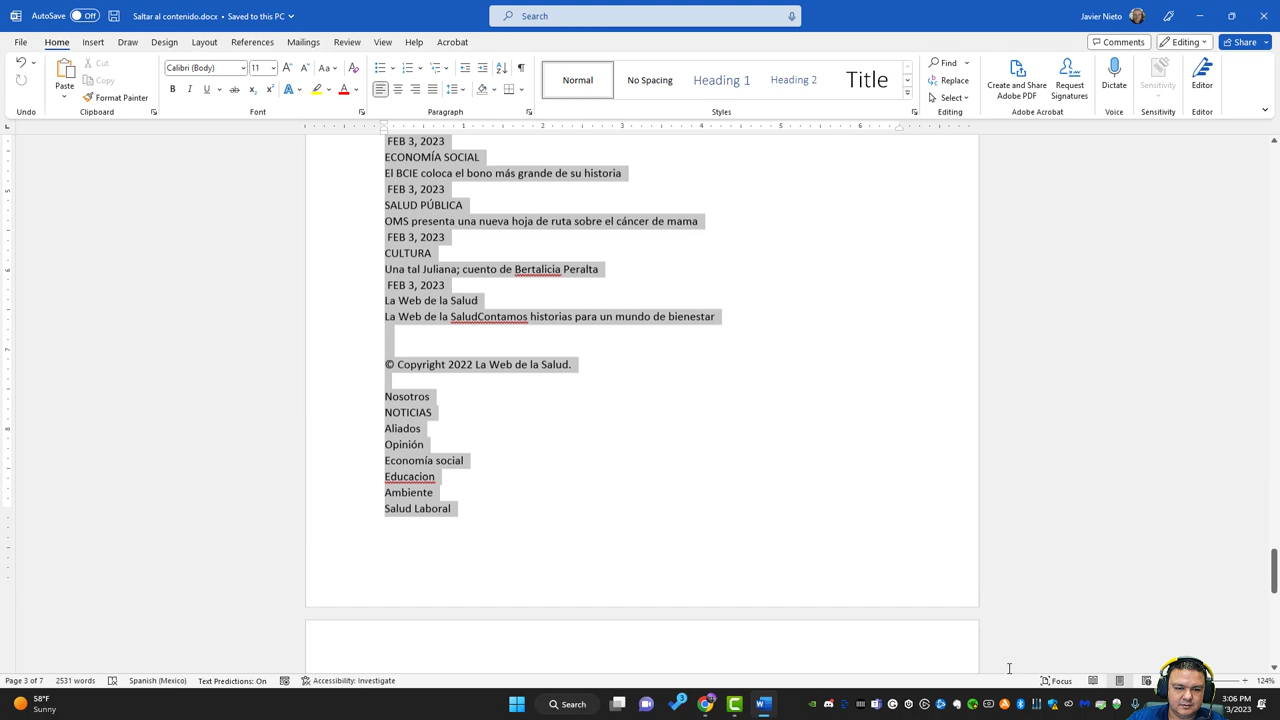 AutoSave Off Saltar al contenido.docx • Saved to this PC Search Javier Nieto
File Home Insert Draw Design Layout References Mailings Review View Help Acrobat Comments Editing Share
Undo
Paste Cut Copy Format Painter
Clipboard
Calibri (Body) 11
Font
Paragraph
Normal No Spacing Heading 1 Heading 2 Title
Styles
Find Replace Select
Editing
Create and Share Adobe PDF Request Signatures
Adobe Acrobat
Dictate
Voice
Sensitivity
Sensitivity
Editor
Editor
1 2 3 4 5 6
FEB 3, 2023
ECONOMÍA SOCIAL
El BCIE coloca el bono más grande de su historia
FEB 3, 2023
SALUD PÚBLICA
OMS presenta una nueva hoja de ruta sobre el cáncer de mama
FEB 3, 2023
CULTURA
Una tal Juliana; cuento de Bertalicia Peralta
FEB 3, 2023
La Web de la Salud
La Web de la SaludContamos historias para un mundo de bienestar
© Copyright 2022 La Web de la Salud.
Nosotros
NOTICIAS
Aliados
Opinión
Economía social
Educacion
Ambiente
Salud Laboral
Page 3 of 7 2531 words Spanish (Mexico) Text Predictions: On Accessibility: Investigate Focus 124%
58°F
Sunny
Search
3:06 PM